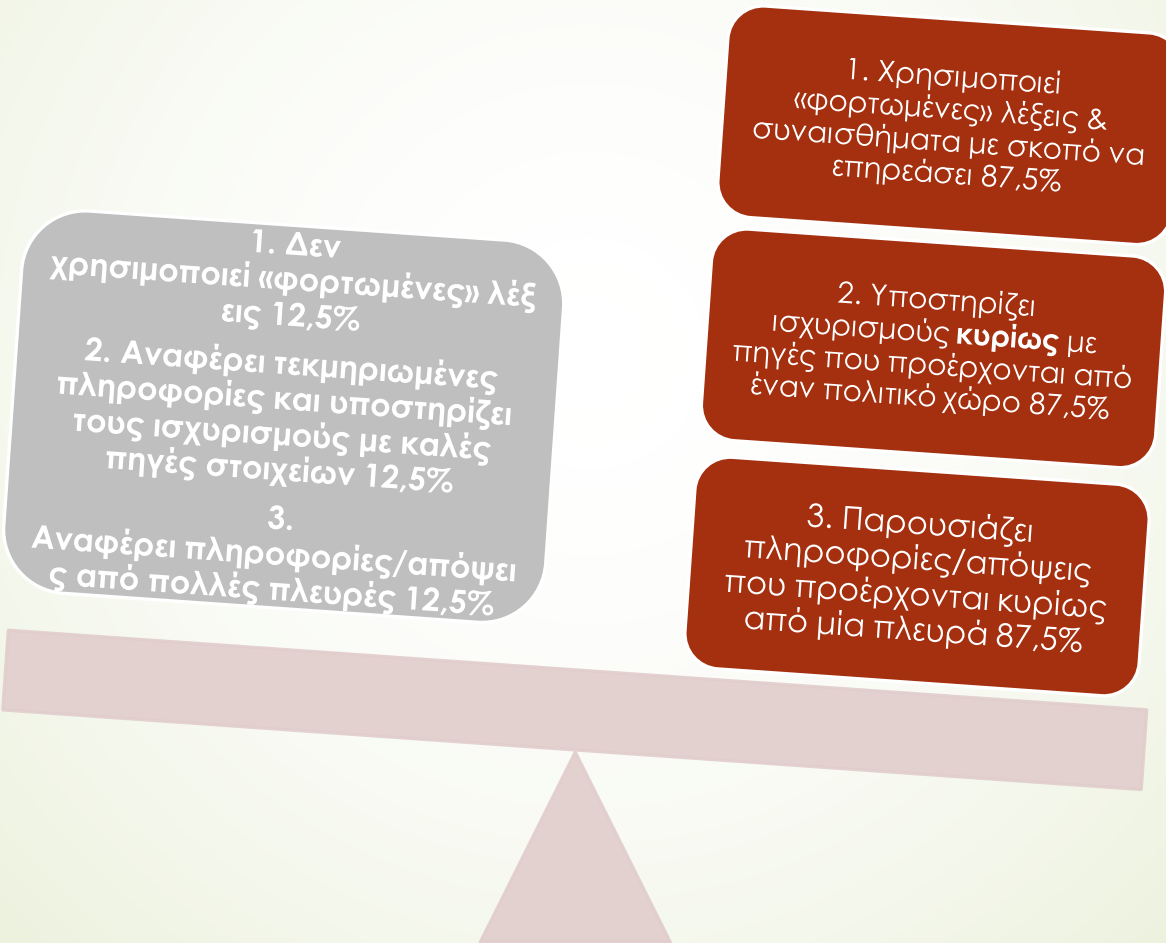 1. Δεν
χρησιμοποιεί «φορτωμένες» λέξ
εις 12,5%
2. Αναφέρει τεκμηριωμένες
πληροφορίες και υποστηρίζει
τους ισχυρισμούς με καλές
πηγές στοιχείων 12,5%
3.
Αναφέρει πληροφορίες/απόψει
ς από πολλές πλευρές 12,5%
1. Χρησιμοποιεί
«φορτωμένες» λέξεις &
συναισθήματα με σκοπό να
επηρεάσει 87,5%
2. Υποστηρίζει
ισχυρισμούς κυρίως με
πηγές που προέρχονται από
έναν πολιτικό χώρο 87,5%
3. Παρουσιάζει
πληροφορίες/απόψεις
που προέρχονται κυρίως
από μία πλευρά 87,5%